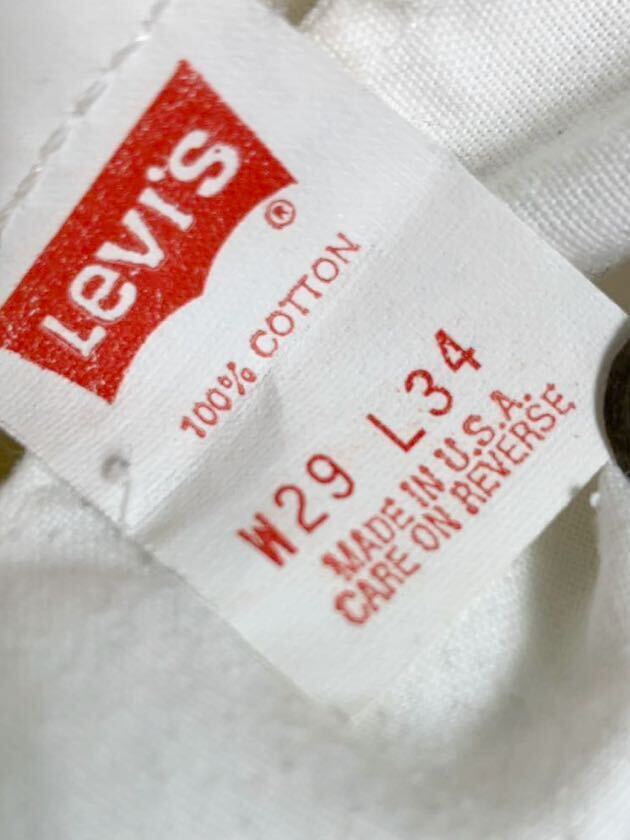 Levi's
®
100% COTTON
W29 L34
MADE IN U.S.A.
CARE ON REVERSE